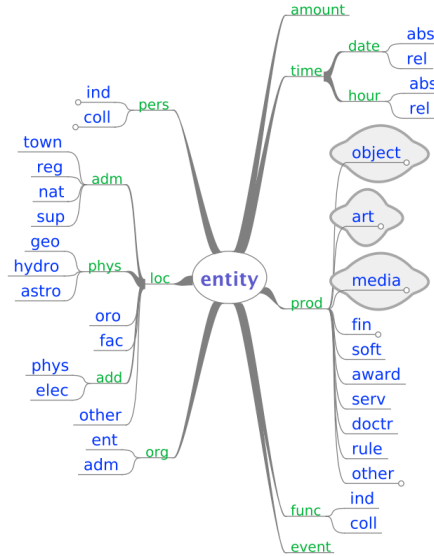 entity
amount
time
date
abs
rel
hour
abs
rel
prod
object
art
media
fin
soft
award
serv
doctr
rule
other
func
ind
coll
event
pers
ind
coll
loc
adm
town
reg
nat
sup
phys
geo
hydro
astro
oro
fac
add
phys
elec
other
org
ent
adm